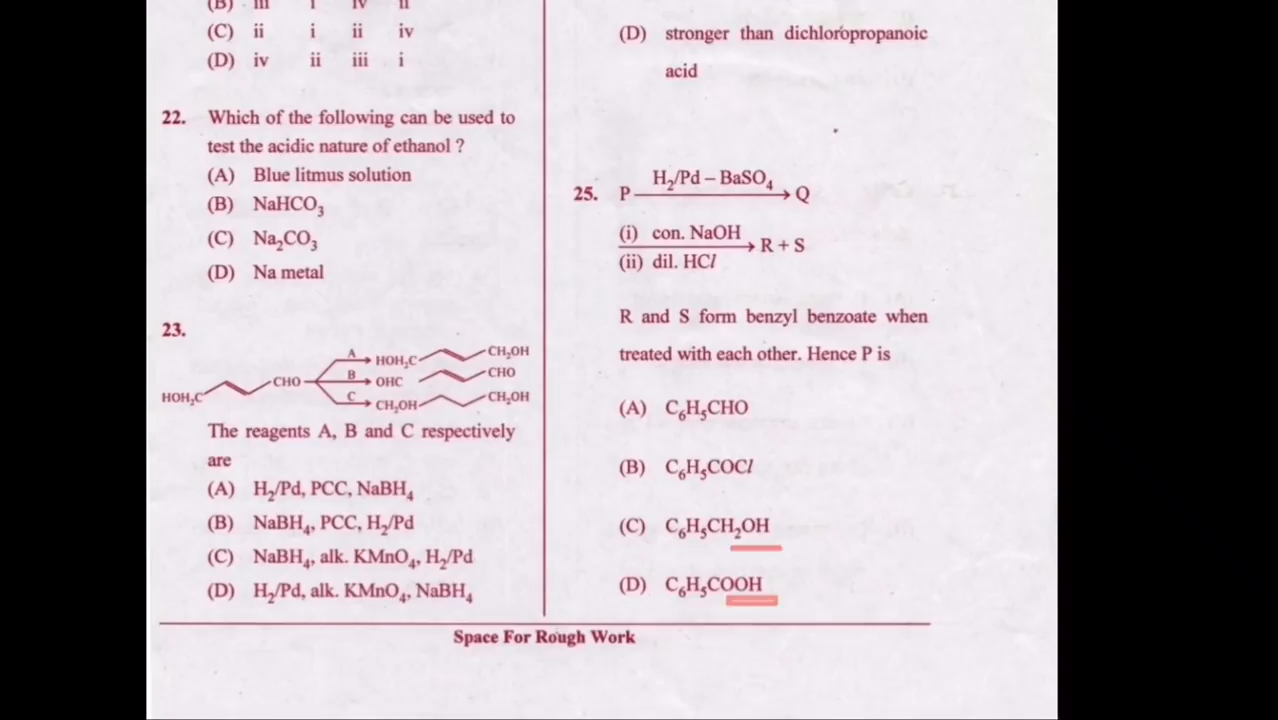 (B) iii i iv ii
(C) ii i ii iv
(D) iv ii iii i
22. Which of the following can be used to
test the acidic nature of ethanol ?
(A) Blue litmus solution
(B) NaHCO₃
(C) Na₂CO₃
(D) Na metal
23.
HOH₂C CHO
A HOH₂C CH₂OH
B OHC CHO
C CH₂OH CH₂OH
The reagents A, B and C respectively
are
(A) H₂/Pd, PCC, NaBH₄
(B) NaBH₄, PCC, H₂/Pd
(C) NaBH₄, alk. KMnO₄, H₂/Pd
(D) H₂/Pd, alk. KMnO₄, NaBH₄
(D) stronger than dichloropropanoic
acid
25. P H₂/Pd – BaSO₄ → Q
(i) con. NaOH
→ R + S
(ii) dil. HCl
R and S form benzyl benzoate when
treated with each other. Hence P is
(A) C₆H₅CHO
(B) C₆H₅COCl
(C) C₆H₅CH₂OH
(D) C₆H₅COOH
Space For Rough Work